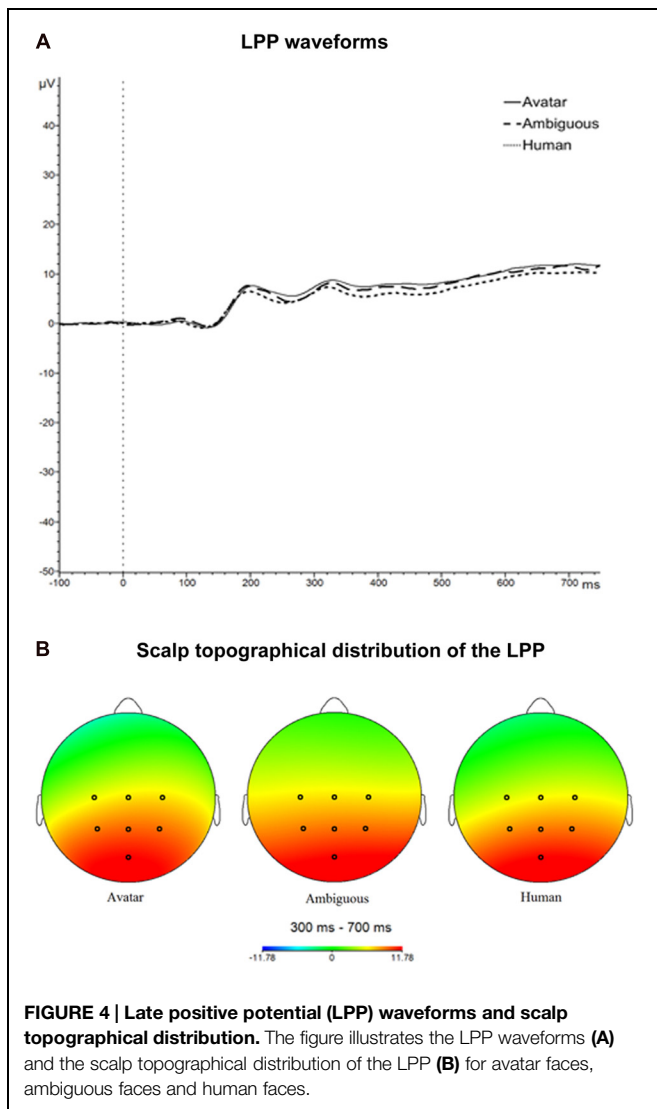 A
LPP waveforms
µV
Avatar
Ambiguous
Human
40
30
20
10
0
-10
-20
-30
-40
-50
-100 0 100 200 300 400 500 600 700 ms
B
Scalp topographical distribution of the LPP
Avatar Ambiguous Human
300 ms - 700 ms
-11.78 0 11.78
FIGURE 4 | Late positive potential (LPP) waveforms and scalp
topographical distribution. The figure illustrates the LPP waveforms (A)
and the scalp topographical distribution of the LPP (B) for avatar faces,
ambiguous faces and human faces.